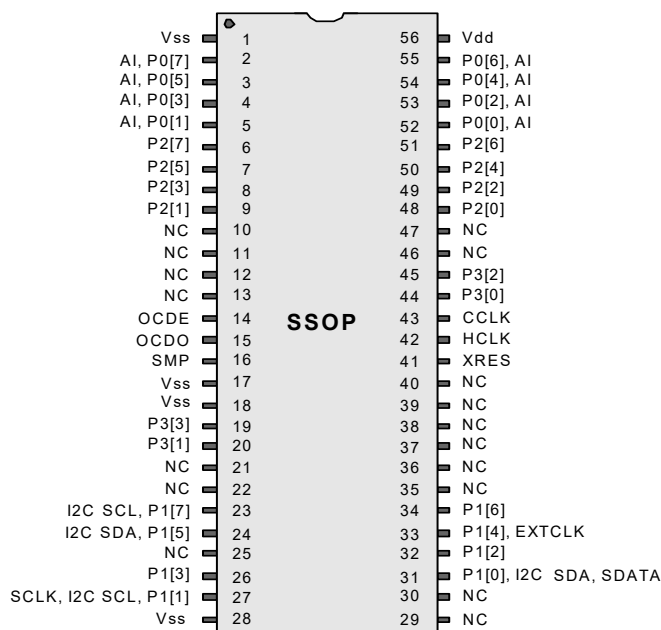 Vss 1 56 Vdd
AI, P0[7] 2 55 P0[6], AI
AI, P0[5] 3 54 P0[4], AI
AI, P0[3] 4 53 P0[2], AI
AI, P0[1] 5 52 P0[0], AI
P2[7] 6 51 P2[6]
P2[5] 7 50 P2[4]
P2[3] 8 49 P2[2]
P2[1] 9 48 P2[0]
NC 10 47 NC
NC 11 46 NC
NC 12 45 P3[2]
NC 13 44 P3[0]
OCDE 14 SSOP 43 CCLK
OCDO 15 42 HCLK
SMP 16 41 XRES
Vss 17 40 NC
Vss 18 39 NC
P3[3] 19 38 NC
P3[1] 20 37 NC
NC 21 36 NC
NC 22 35 NC
I2C SCL, P1[7] 23 34 P1[6]
I2C SDA, P1[5] 24 33 P1[4], EXTCLK
NC 25 32 P1[2]
P1[3] 26 31 P1[0], I2C SDA, SDATA
SCLK, I2C SCL, P1[1] 27 30 NC
Vss 28 29 NC